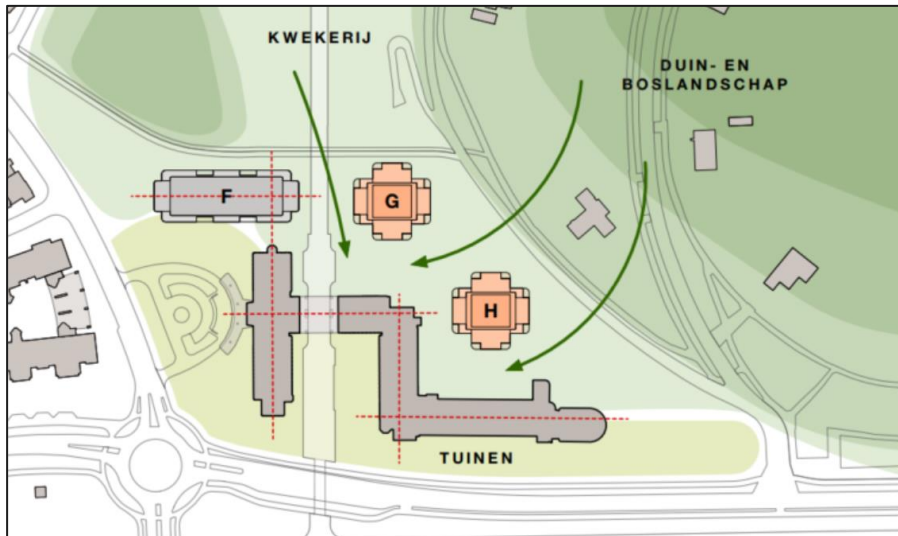 KWEKERIJ
DUIN- EN
BOSLANDSCHAP
F
G
H
TUINEN